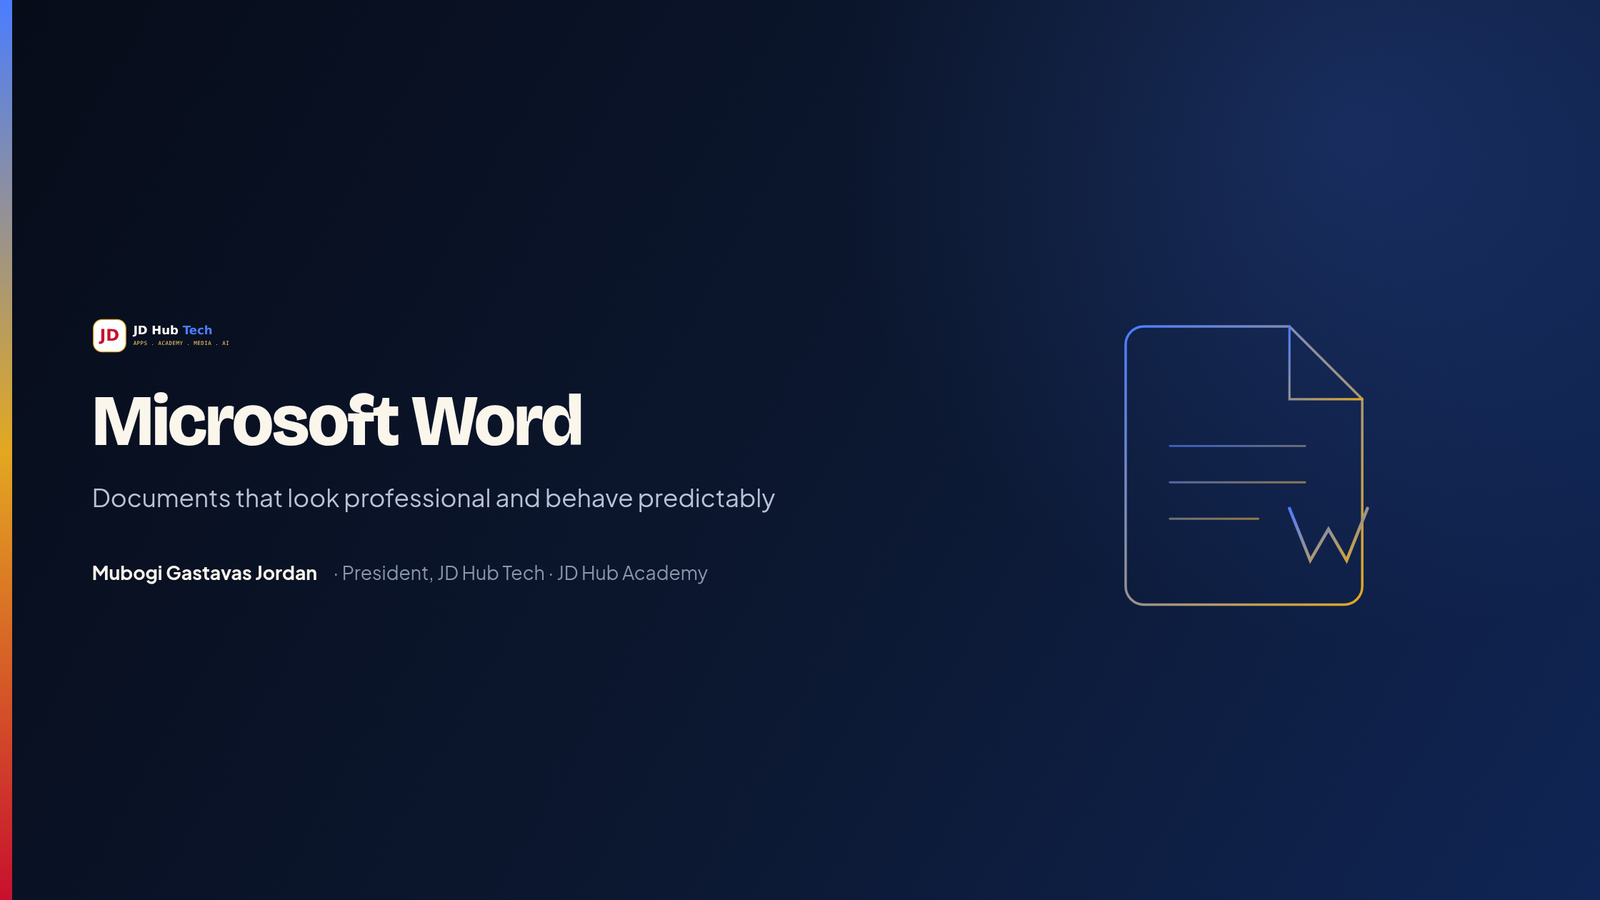 JD
JD Hub Tech
APPS . ACADEMY . MEDIA . AI
Microsoft Word
Documents that look professional and behave predictably
Mubogi Gastavas Jordan · President, JD Hub Tech · JD Hub Academy
W